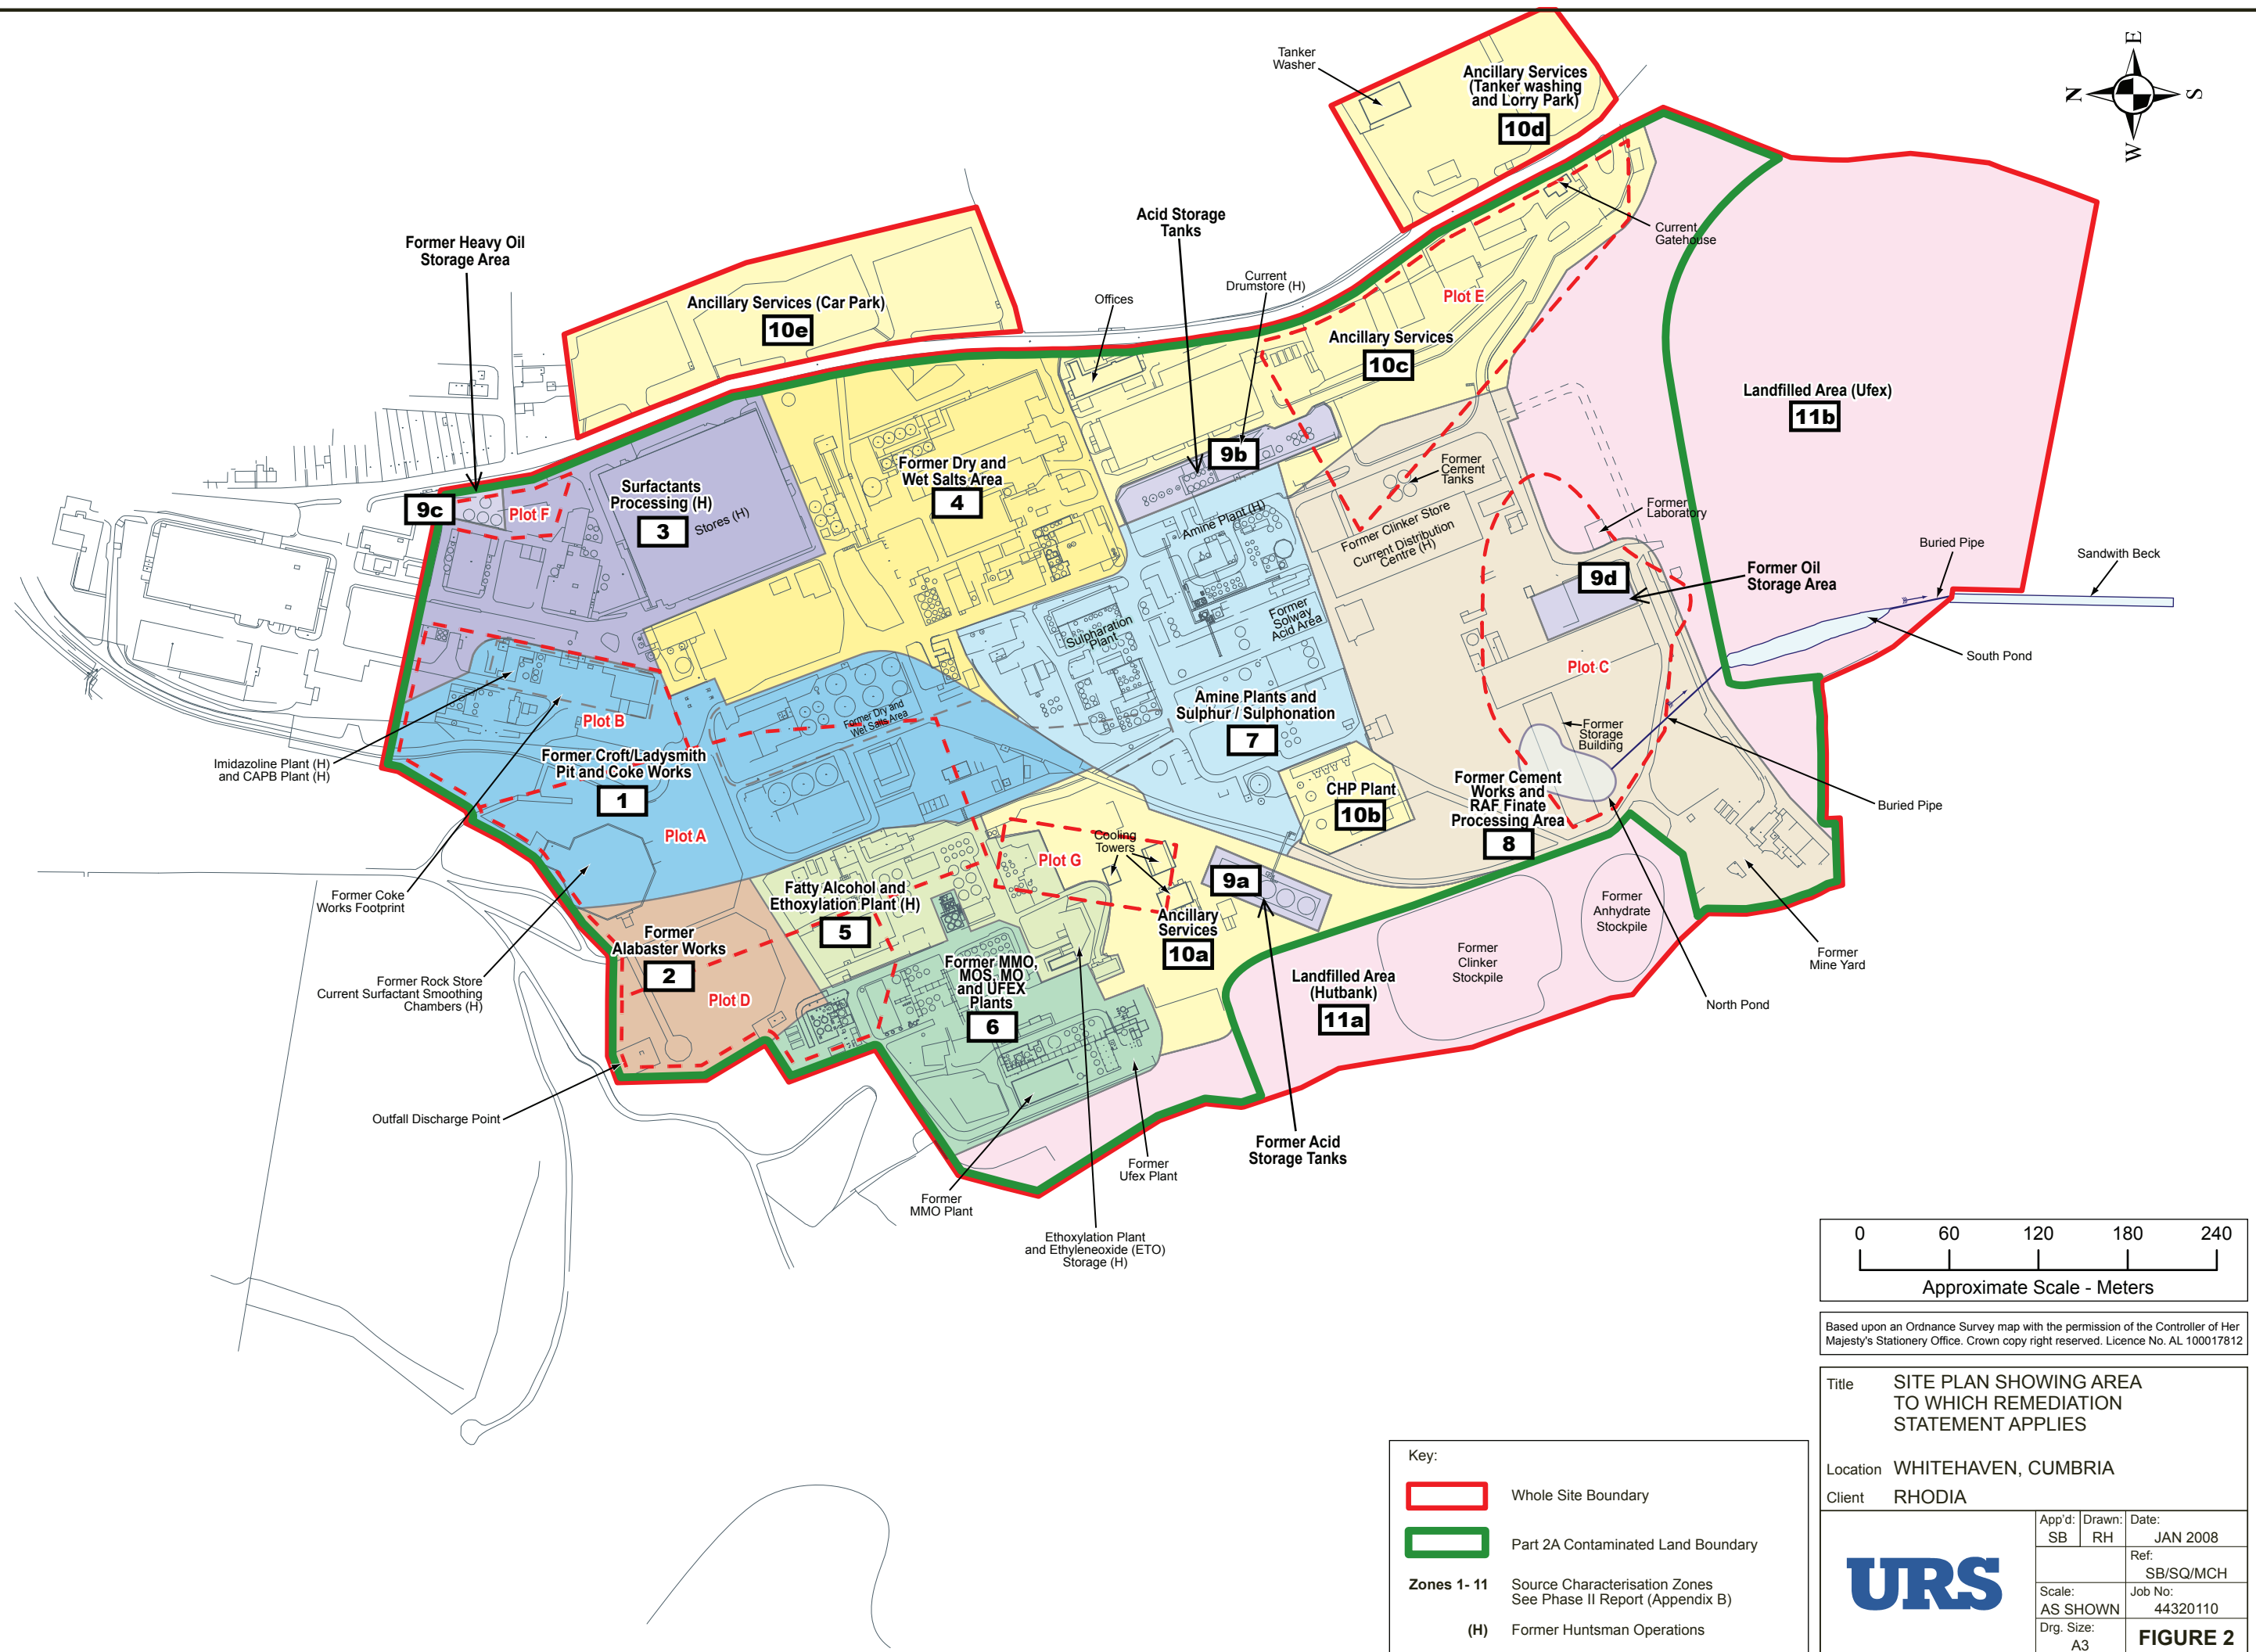 Tanker
Washer
Ancillary Services
(Tanker washing
and Lorry Park)
10d
N
E
S
W
Former Heavy Oil
Storage Area
Acid Storage
Tanks
Current
Gatehouse
Current
Drumstore (H)
Offices
Ancillary Services (Car Park)
10e
Plot E
Ancillary Services
10c
Landfilled Area (Ufex)
11b
9b
Former Dry and
Wet Salts Area
4
Former
Cement
Tanks
9c
Plot F
Surfactants
Processing (H)
3
Stores (H)
Amine Plant (H)
Former Clinker Store
Current Distribution
Centre (H)
Former
Laboratory
Buried Pipe
Sandwith Beck
9d
Former Oil
Storage Area
Sulpharation
Plant
Former
Solway
Acid Area
South Pond
Plot C
Plot B
Former Dry and
Wet Salts Area
Amine Plants and
Sulphur / Sulphonation
7
Former
Storage
Building
Imidazoline Plant (H)
and CAPB Plant (H)
Former Croft/Ladysmith
Pit and Coke Works
1
CHP Plant
10b
Former Cement
Works and
RAF Finate
Processing Area
8
Buried Pipe
Plot A
Cooling
Towers
Plot G
Former Coke
Works Footprint
Fatty Alcohol and
Ethoxylation Plant (H)
5
9a
Former
Anhydrate
Stockpile
Ancillary
Services
10a
Former
Alabaster Works
2
Former
Clinker
Stockpile
Former
Mine Yard
Former Rock Store
Current Surfactant Smoothing
Chambers (H)
Plot D
Former MMO,
MOS, MO
and UFEX
Plants
6
Landfilled Area
(Hutbank)
11a
North Pond
Outfall Discharge Point
Former Acid
Storage Tanks
Former
Ufex Plant
Former
MMO Plant
Ethoxylation Plant
and Ethyleneoxide (ETO)
Storage (H)
0 60 120 180 240
Approximate Scale - Meters
Based upon an Ordnance Survey map with the permission of the Controller of Her
Majesty's Stationery Office. Crown copy right reserved. Licence No. AL 100017812
Title SITE PLAN SHOWING AREA
TO WHICH REMEDIATION
STATEMENT APPLIES
Location WHITEHAVEN, CUMBRIA
Client RHODIA
Key:
Whole Site Boundary
Part 2A Contaminated Land Boundary
Zones 1- 11 Source Characterisation Zones
See Phase II Report (Appendix B)
(H) Former Huntsman Operations
URS
App'd: Drawn: Date:
SB RH JAN 2008
Ref:
SB/SQ/MCH
Scale: Job No:
AS SHOWN 44320110
Drg. Size:
A3
FIGURE 2